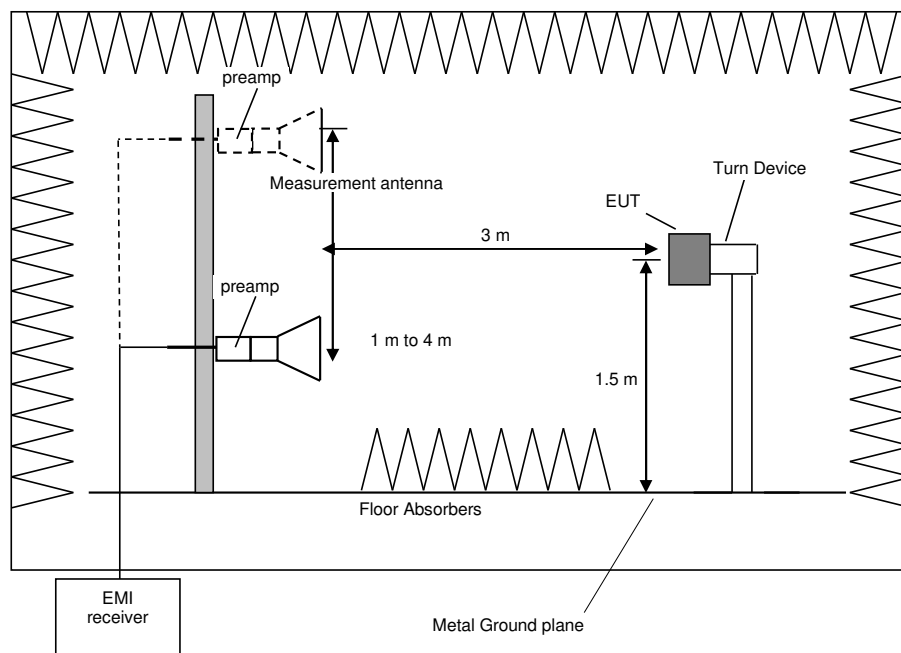 preamp
Measurement antenna
Turn Device
EUT
3 m
preamp
1 m to 4 m
1.5 m
Floor Absorbers
EMI
receiver
Metal Ground plane